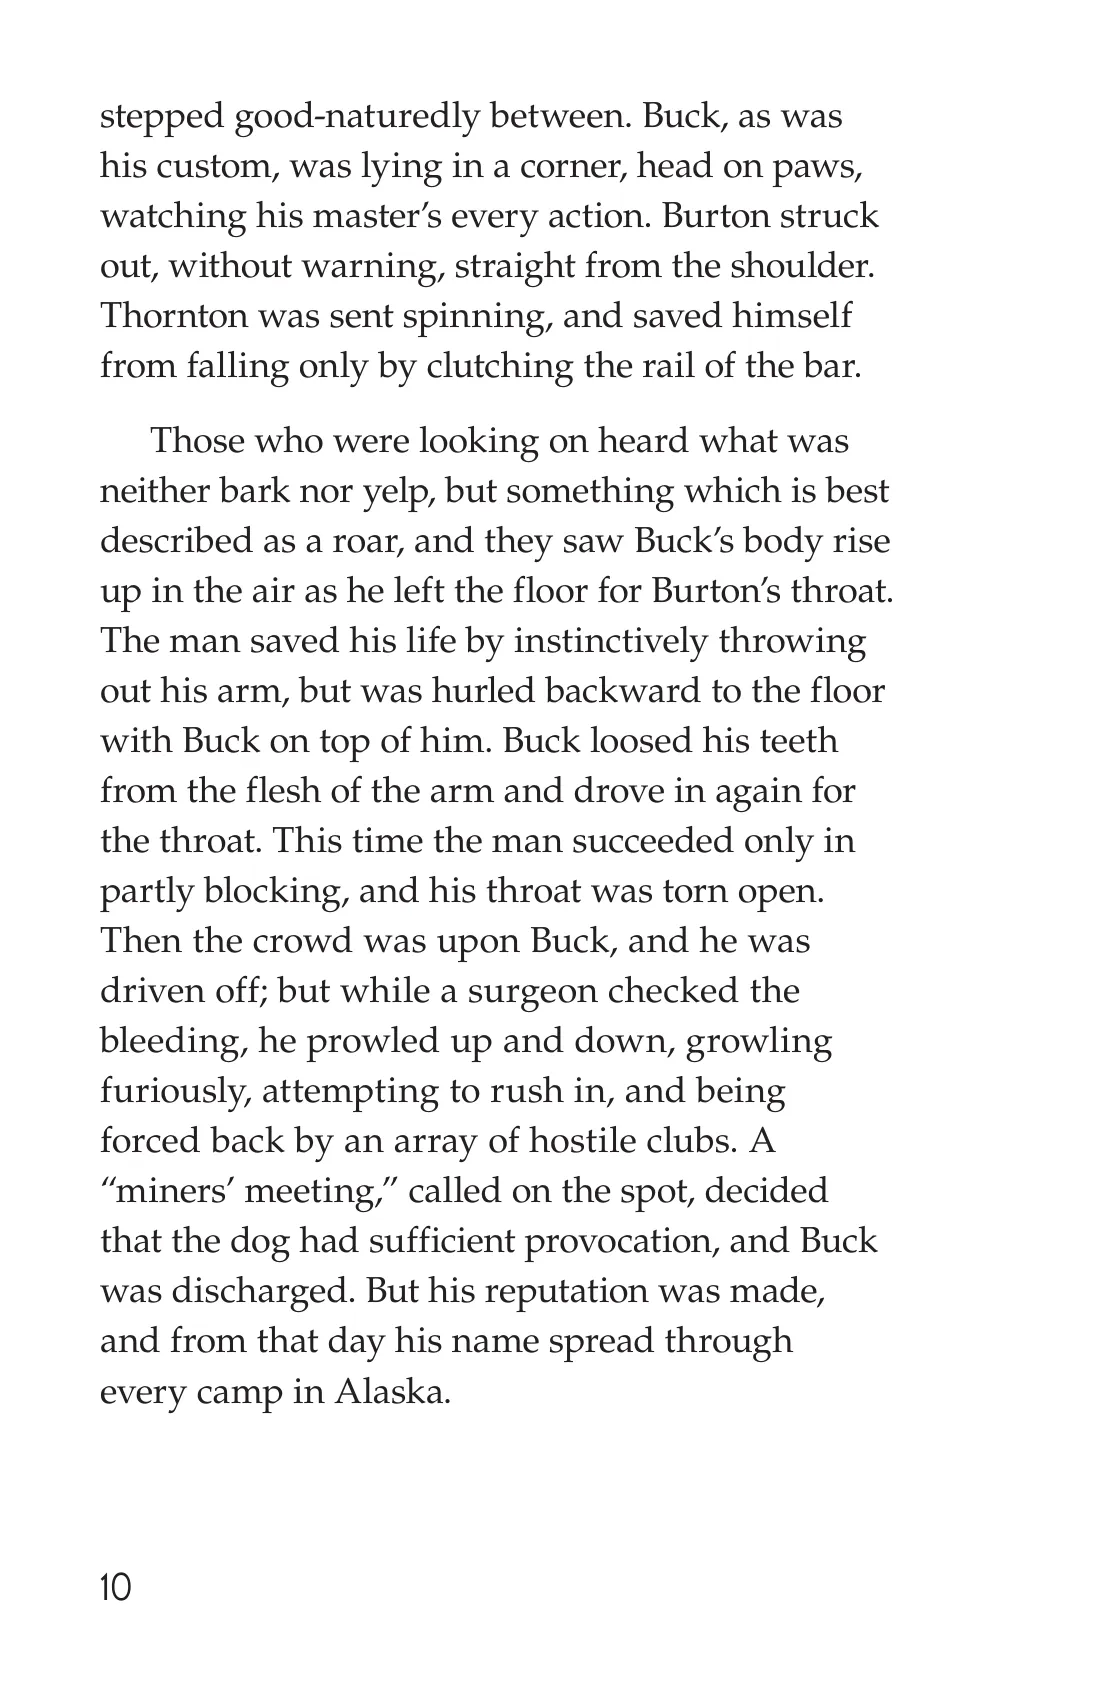 stepped good-naturedly between. Buck, as was
his custom, was lying in a corner, head on paws,
watching his master’s every action. Burton struck
out, without warning, straight from the shoulder.
Thornton was sent spinning, and saved himself
from falling only by clutching the rail of the bar.
Those who were looking on heard what was
neither bark nor yelp, but something which is best
described as a roar, and they saw Buck’s body rise
up in the air as he left the floor for Burton’s throat.
The man saved his life by instinctively throwing
out his arm, but was hurled backward to the floor
with Buck on top of him. Buck loosed his teeth
from the flesh of the arm and drove in again for
the throat. This time the man succeeded only in
partly blocking, and his throat was torn open.
Then the crowd was upon Buck, and he was
driven off; but while a surgeon checked the
bleeding, he prowled up and down, growling
furiously, attempting to rush in, and being
forced back by an array of hostile clubs. A
“miners’ meeting,” called on the spot, decided
that the dog had sufficient provocation, and Buck
was discharged. But his reputation was made,
and from that day his name spread through
every camp in Alaska.
10